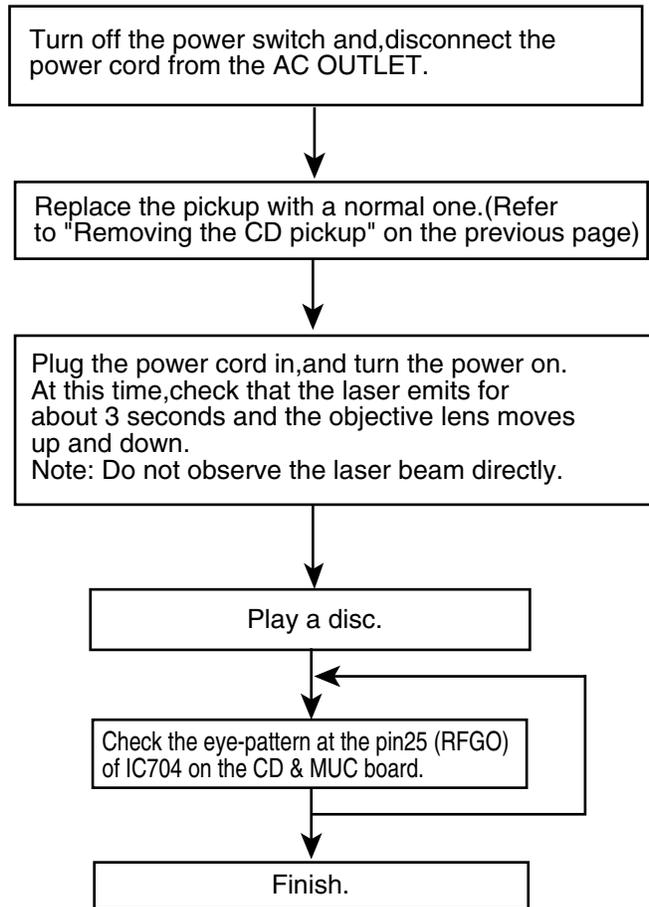 Turn off the power switch and,disconnect the
power cord from the AC OUTLET.
Replace the pickup with a normal one.(Refer
to "Removing the CD pickup" on the previous page)
Plug the power cord in,and turn the power on.
At this time,check that the laser emits for
about 3 seconds and the objective lens moves
up and down.
Note: Do not observe the laser beam directly.
Play a disc.
Check the eye-pattern at the pin25 (RFGO)
of IC704 on the CD & MUC board.
Finish.